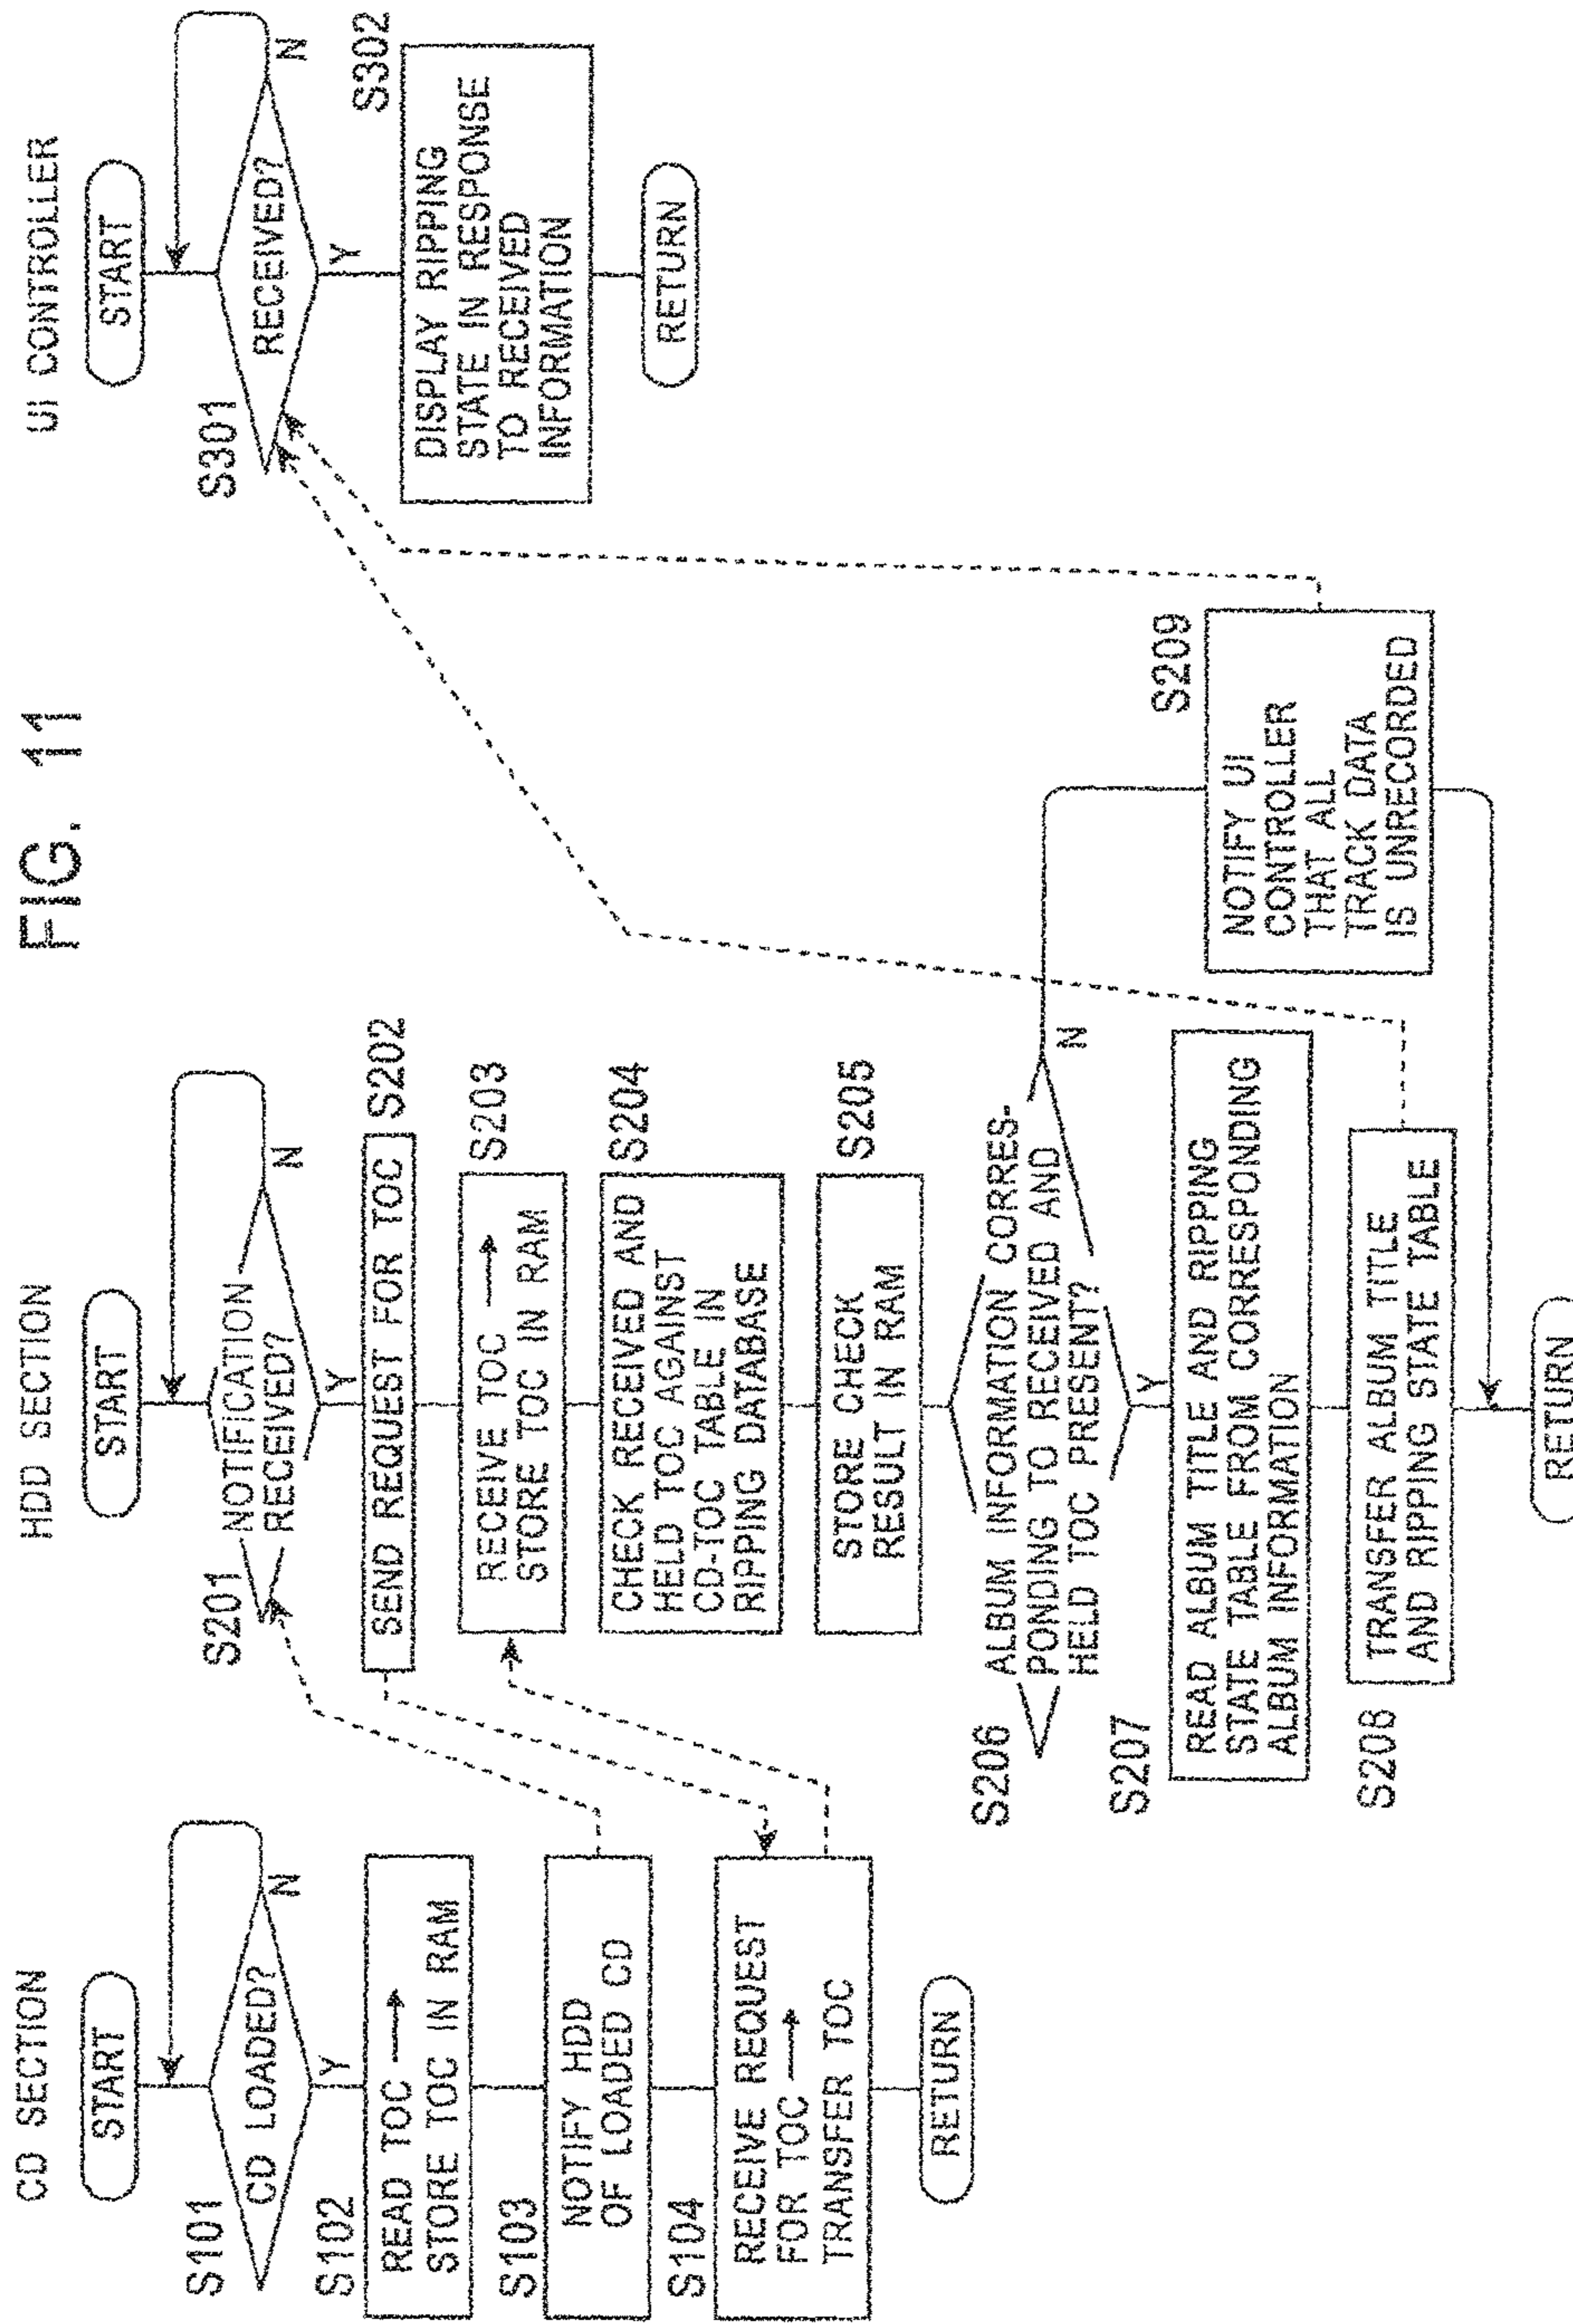 FIG. 11
CD SECTION
START
S101
CD LOADED?
N
Y
S102
READ TOC →
STORE TOC IN RAM
S103
NOTIFY HDD
OF LOADED CD
S104
RECEIVE REQUEST
FOR TOC →
TRANSFER TOC
RETURN
HDD SECTION
START
S201
NOTIFICATION
RECEIVED?
N
Y
SEND REQUEST FOR TOC
S202
RECEIVE TOC →
STORE TOC IN RAM
S203
CHECK RECEIVED AND
HELD TOC AGAINST
CD-TOC TABLE IN
RIPPING DATABASE
S204
STORE CHECK
RESULT IN RAM
S205
S206
ALBUM INFORMATION CORRES-
PONDING TO RECEIVED AND
HELD TOC PRESENT?
N
Y
S207
READ ALBUM TITLE AND RIPPING
STATE TABLE FROM CORRESPONDING
ALBUM INFORMATION
S208
TRANSFER ALBUM TITLE
AND RIPPING STATE TABLE
RETURN
S209
NOTIFY UI
CONTROLLER
THAT ALL
TRACK DATA
IS UNRECORDED
UI CONTROLLER
START
S301
RECEIVED?
N
Y
S302
DISPLAY RIPPING
STATE IN RESPONSE
TO RECEIVED
INFORMATION
RETURN